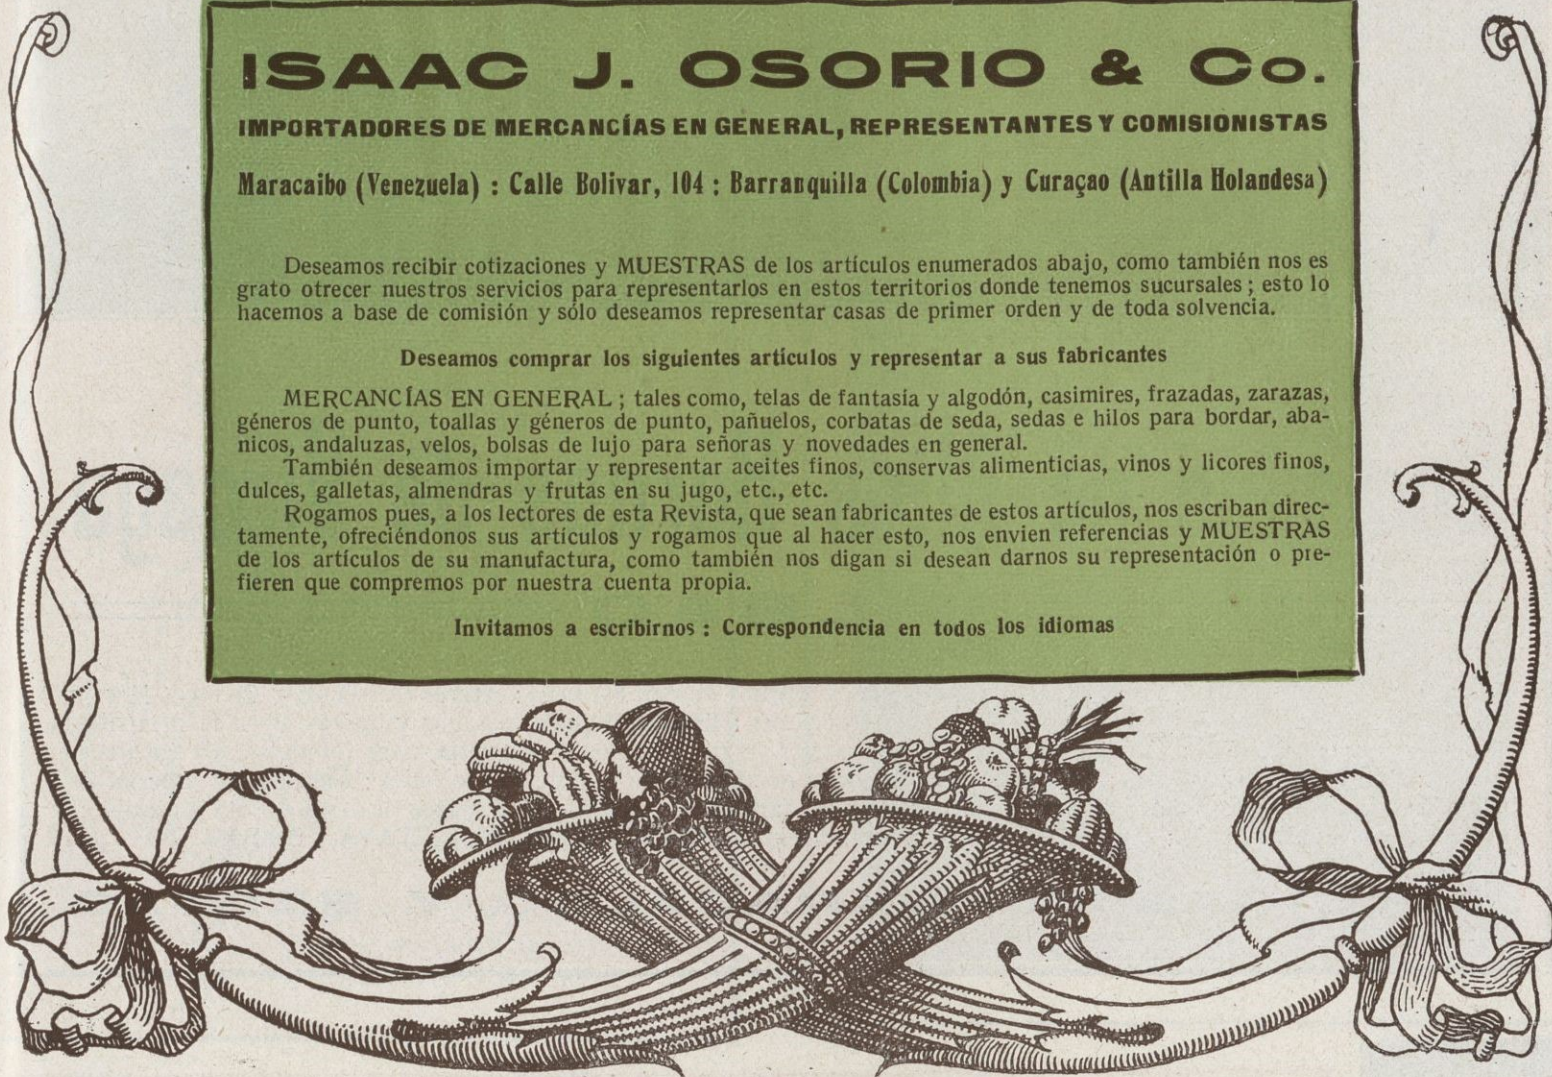 ISAAC J. OSORIO & Co.
IMPORTADORES DE MERCANCÍAS EN GENERAL, REPRESENTANTES Y COMISIONISTAS
Maracaibo (Venezuela) : Calle Bolivar, 104 : Barranquilla (Colombia) y Curaçao (Antilla Holandesa)
Deseamos recibir cotizaciones y MUESTRAS de los artículos enumerados abajo, como también nos es
grato otrecer nuestros servicios para representarlos en estos territorios donde tenemos sucursales ; esto lo
hacemos a base de comisión y sólo deseamos representar casas de primer orden y de toda solvencia.
Deseamos comprar los siguientes artículos y representar a sus fabricantes
MERCANCÍAS EN GENERAL ; tales como, telas de fantasía y algodón, casimires, frazadas, zarazas,
géneros de punto, toallas y géneros de punto, pañuelos, corbatas de seda, sedas e hilos para bordar, aba-
nicos, andaluzas, velos, bolsas de lujo para señoras y novedades en general.
También deseamos importar y representar aceites finos, conservas alimenticias, vinos y licores finos,
dulces, galletas, almendras y frutas en su jugo, etc., etc.
Rogamos pues, a los lectores de esta Revista, que sean fabricantes de estos artículos, nos escriban direc-
tamente, ofreciéndonos sus artículos y rogamos que al hacer esto, nos envien referencias y MUESTRAS
de los artículos de su manufactura, como también nos digan si desean darnos su representación o pre-
fieren que compremos por nuestra cuenta propia.
Invitamos a escribirnos : Correspondencia en todos los idiomas